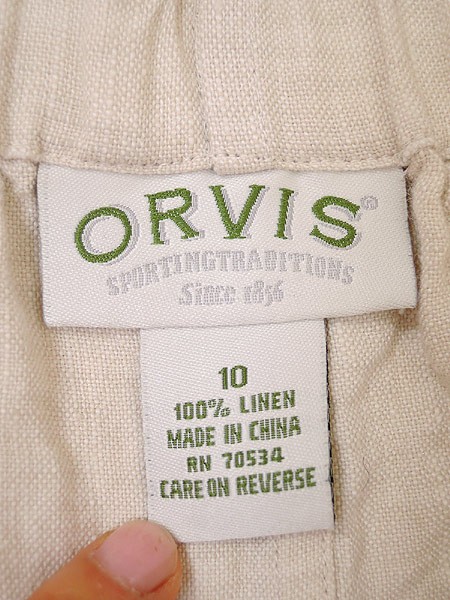 ORVIS®
SPORTINGTRADITIONS
Since 1856
10
100% LINEN
MADE IN CHINA
RN 70534
CARE ON REVERSE